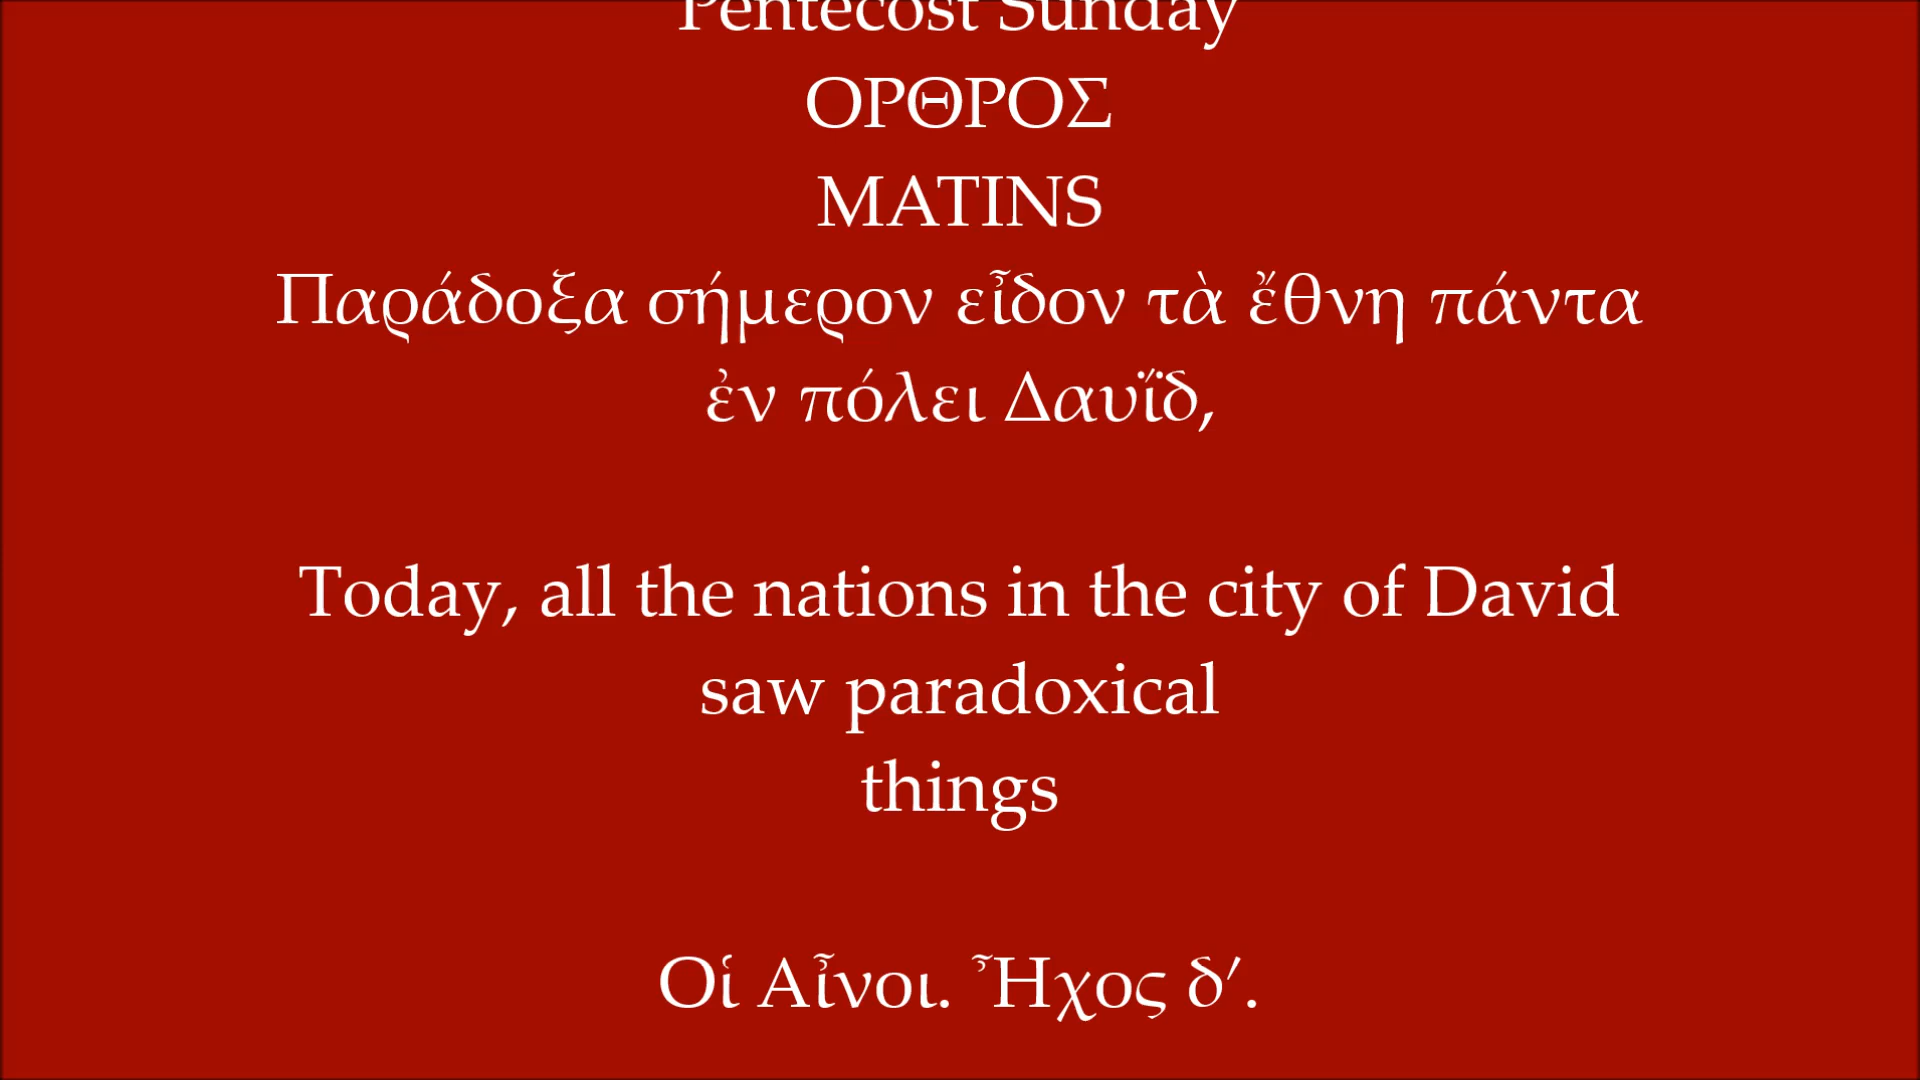 Pentecost Sunday
ΟΡΘΡΟΣ
MATINS
Παράδοξα σήμερον εἶδον τὰ ἔθνη πάντα
ἐν πόλει Δαυΐδ,
Today, all the nations in the city of David
saw paradoxical
things
Οἱ Αἶνοι. Ἦχος δ′.